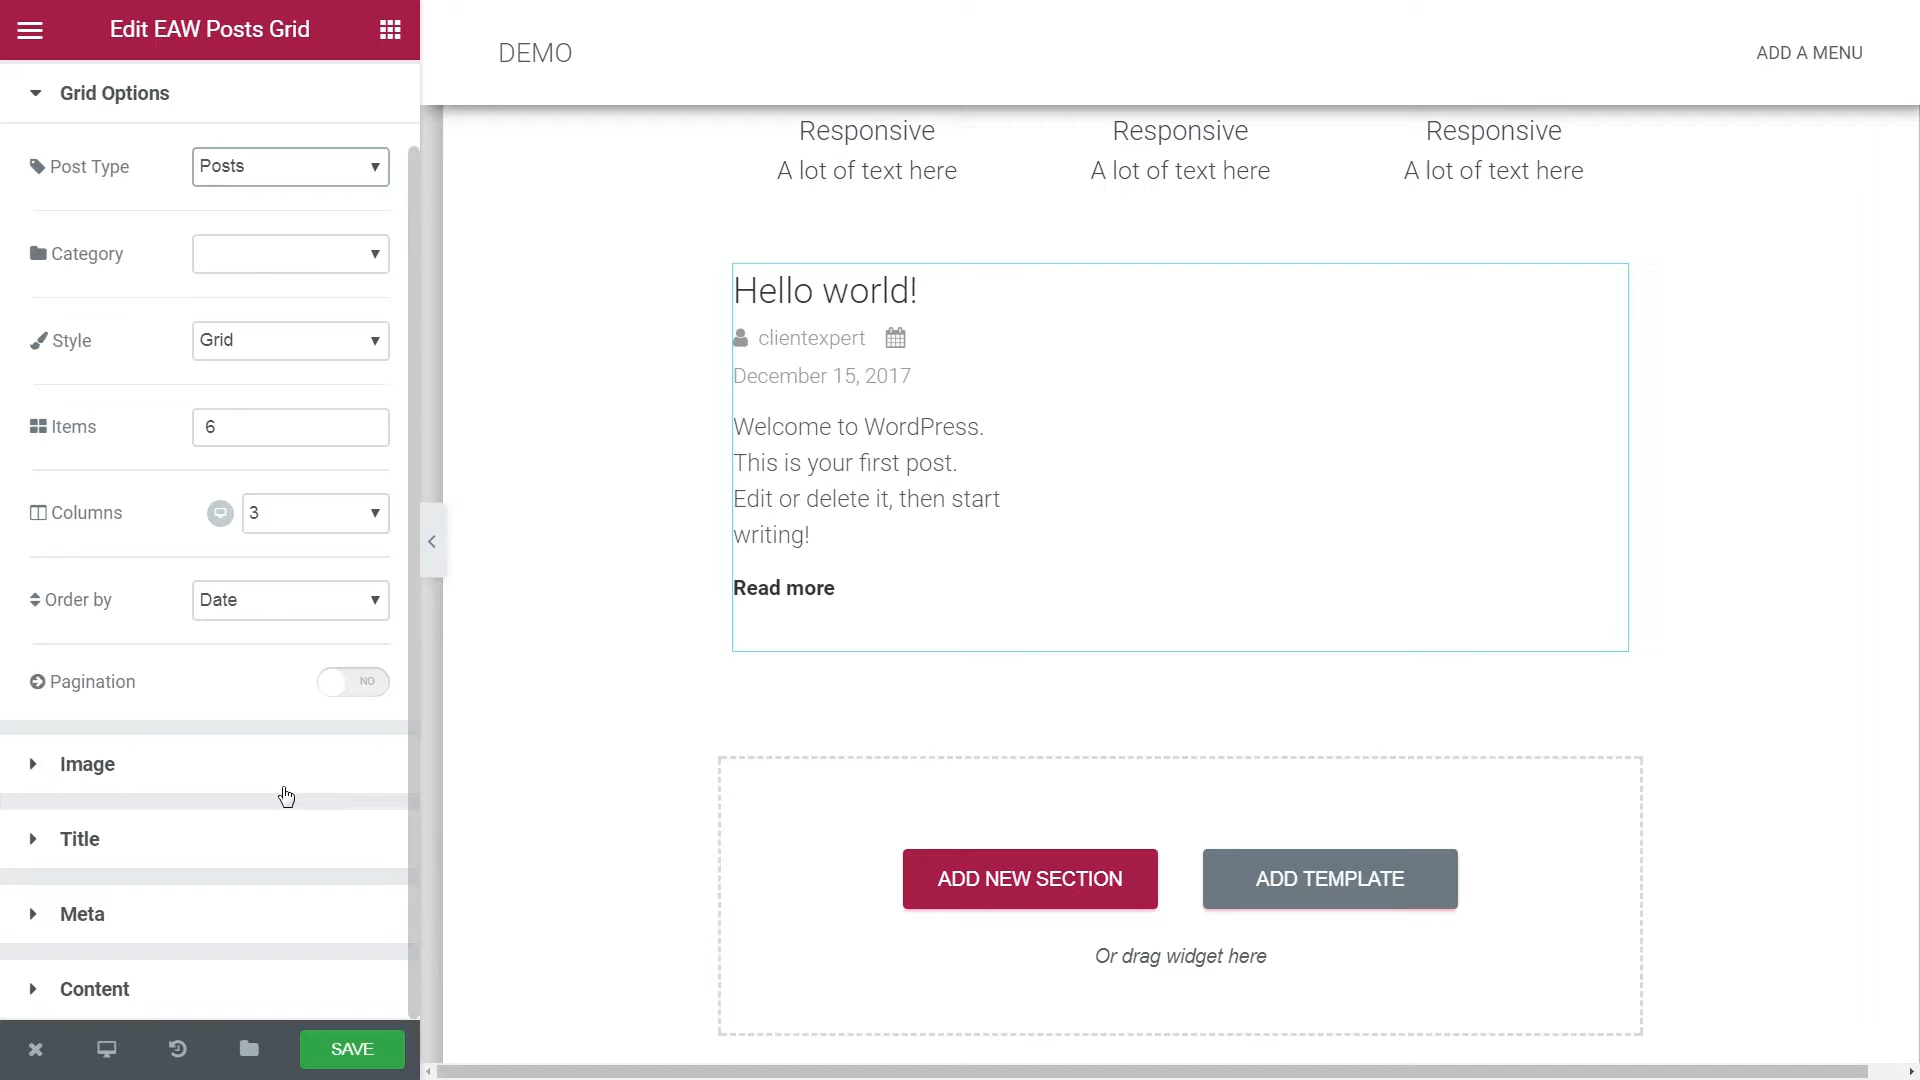 Edit EAW Posts Grid
Grid Options
Post Type
Posts
Category
Style
Grid
Items
6
Columns
3
Order by
Date
Pagination
NO
Image
Title
Meta
Content
SAVE
DEMO
ADD A MENU
Responsive
A lot of text here
Responsive
A lot of text here
Responsive
A lot of text here
Hello world!
clientexpert
December 15, 2017
Welcome to WordPress.
This is your first post.
Edit or delete it, then start
writing!
Read more
ADD NEW SECTION
ADD TEMPLATE
Or drag widget here